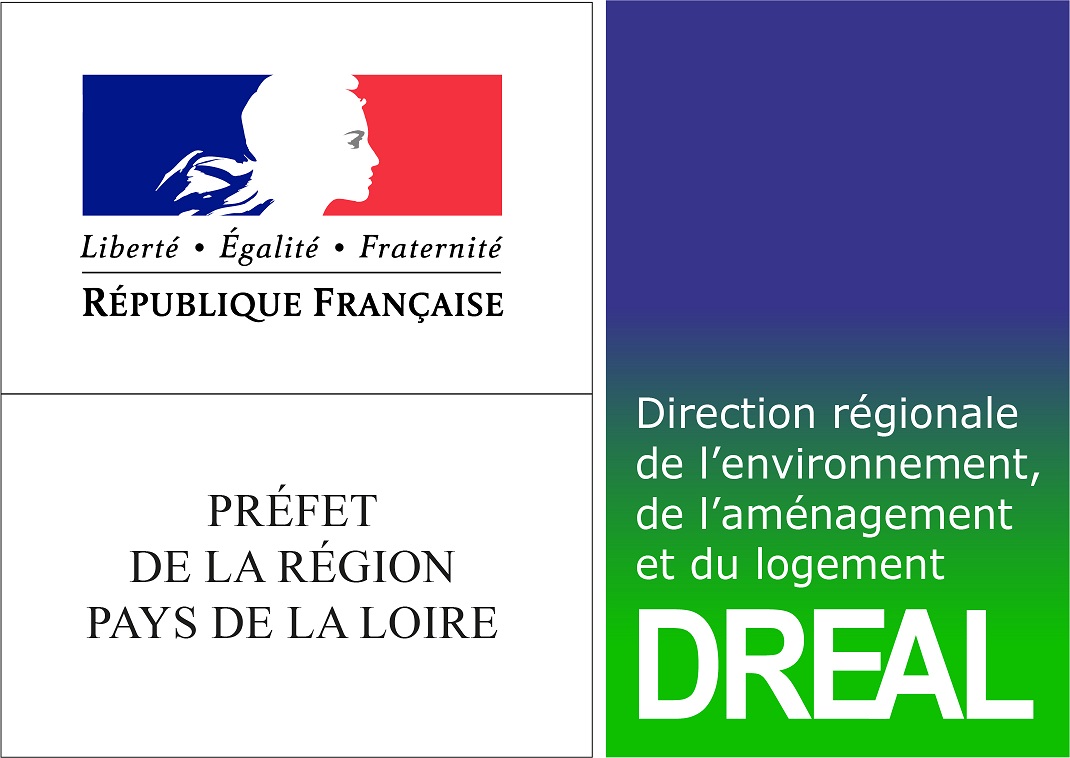 Liberté • Égalité • Fraternité
RÉPUBLIQUE FRANÇAISE
PRÉFET
DE LA RÉGION
PAYS DE LA LOIRE
Direction régionale
de l’environnement,
de l’aménagement
et du logement
DREAL